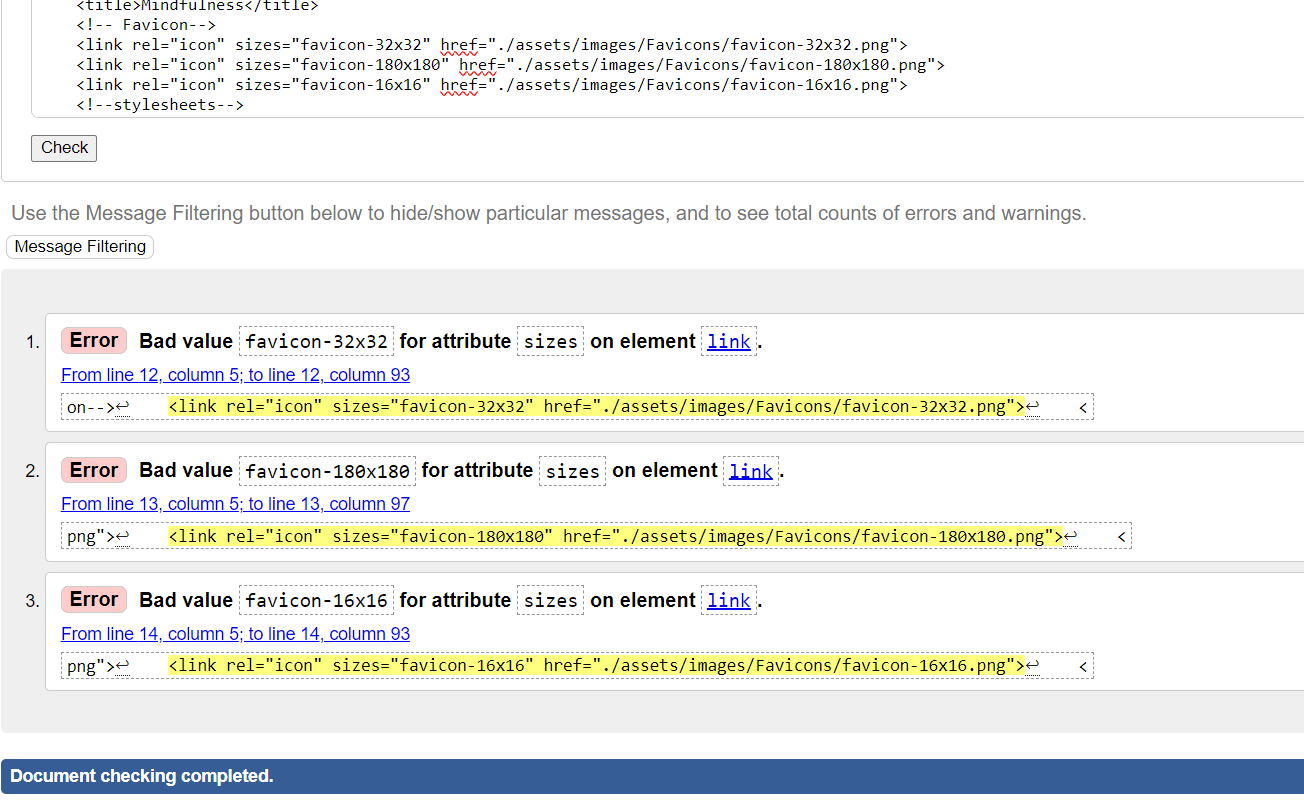 <title>Mindfulness</title>
<!-- Favicon-->
<link rel="icon" sizes="favicon-32x32" href="./assets/images/Favicons/favicon-32x32.png">
<link rel="icon" sizes="favicon-180x180" href="./assets/images/Favicons/favicon-180x180.png">
<link rel="icon" sizes="favicon-16x16" href="./assets/images/Favicons/favicon-16x16.png">
<!--stylesheets-->
Check
Use the Message Filtering button below to hide/show particular messages, and to see total counts of errors and warnings.
Message Filtering
1. Error Bad value favicon-32x32 for attribute sizes on element link.
From line 12, column 5; to line 12, column 93
on-->↩ <link rel="icon" sizes="favicon-32x32" href="./assets/images/Favicons/favicon-32x32.png">↩ <
2. Error Bad value favicon-180x180 for attribute sizes on element link.
From line 13, column 5; to line 13, column 97
png">↩ <link rel="icon" sizes="favicon-180x180" href="./assets/images/Favicons/favicon-180x180.png">↩ <
3. Error Bad value favicon-16x16 for attribute sizes on element link.
From line 14, column 5; to line 14, column 93
png">↩ <link rel="icon" sizes="favicon-16x16" href="./assets/images/Favicons/favicon-16x16.png">↩ <
Document checking completed.